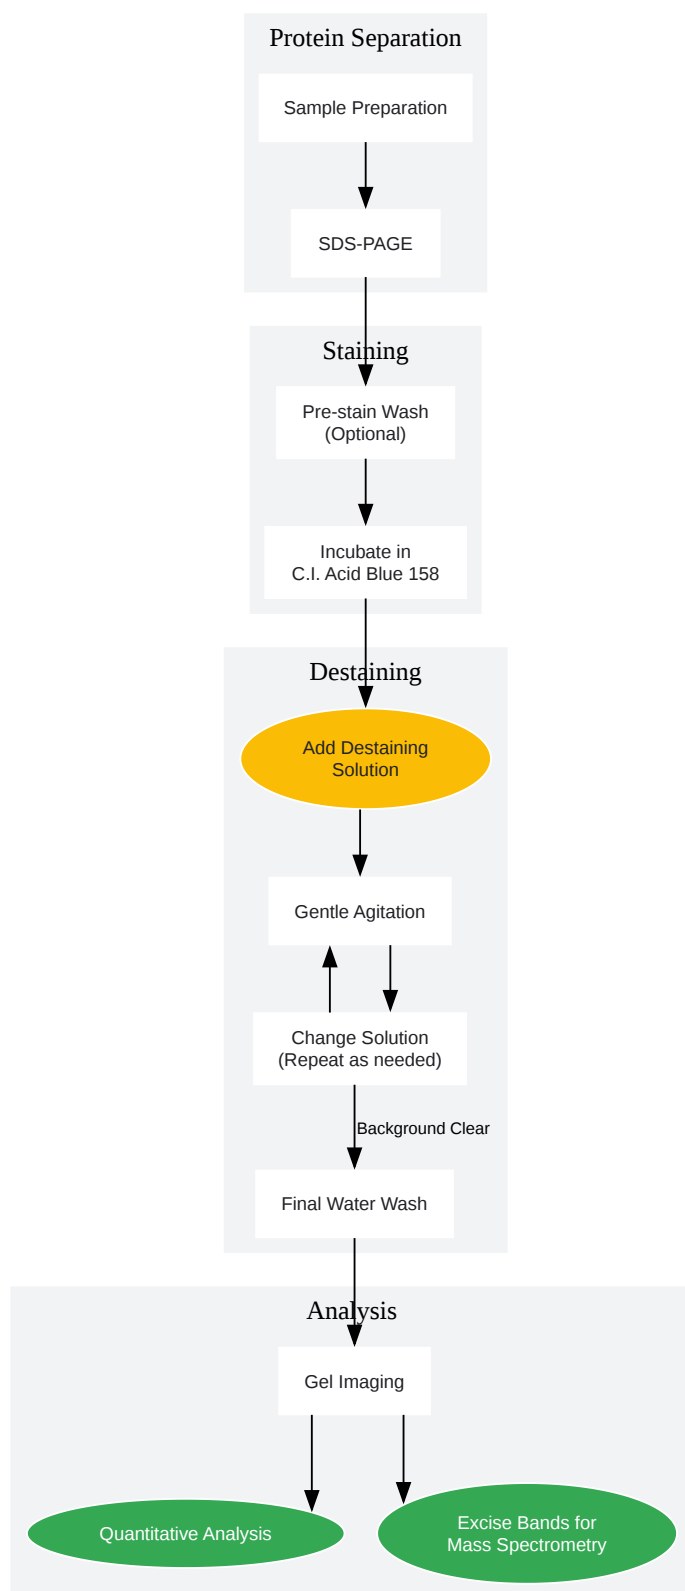 Protein Separation
Sample Preparation
SDS-PAGE
Staining
Pre-stain Wash
(Optional)
Incubate in
C.I. Acid Blue 158
Destaining
Add Destaining
Solution
Gentle Agitation
Change Solution
(Repeat as needed)
Background Clear
Final Water Wash
Analysis
Gel Imaging
Quantitative Analysis
Excise Bands for
Mass Spectrometry